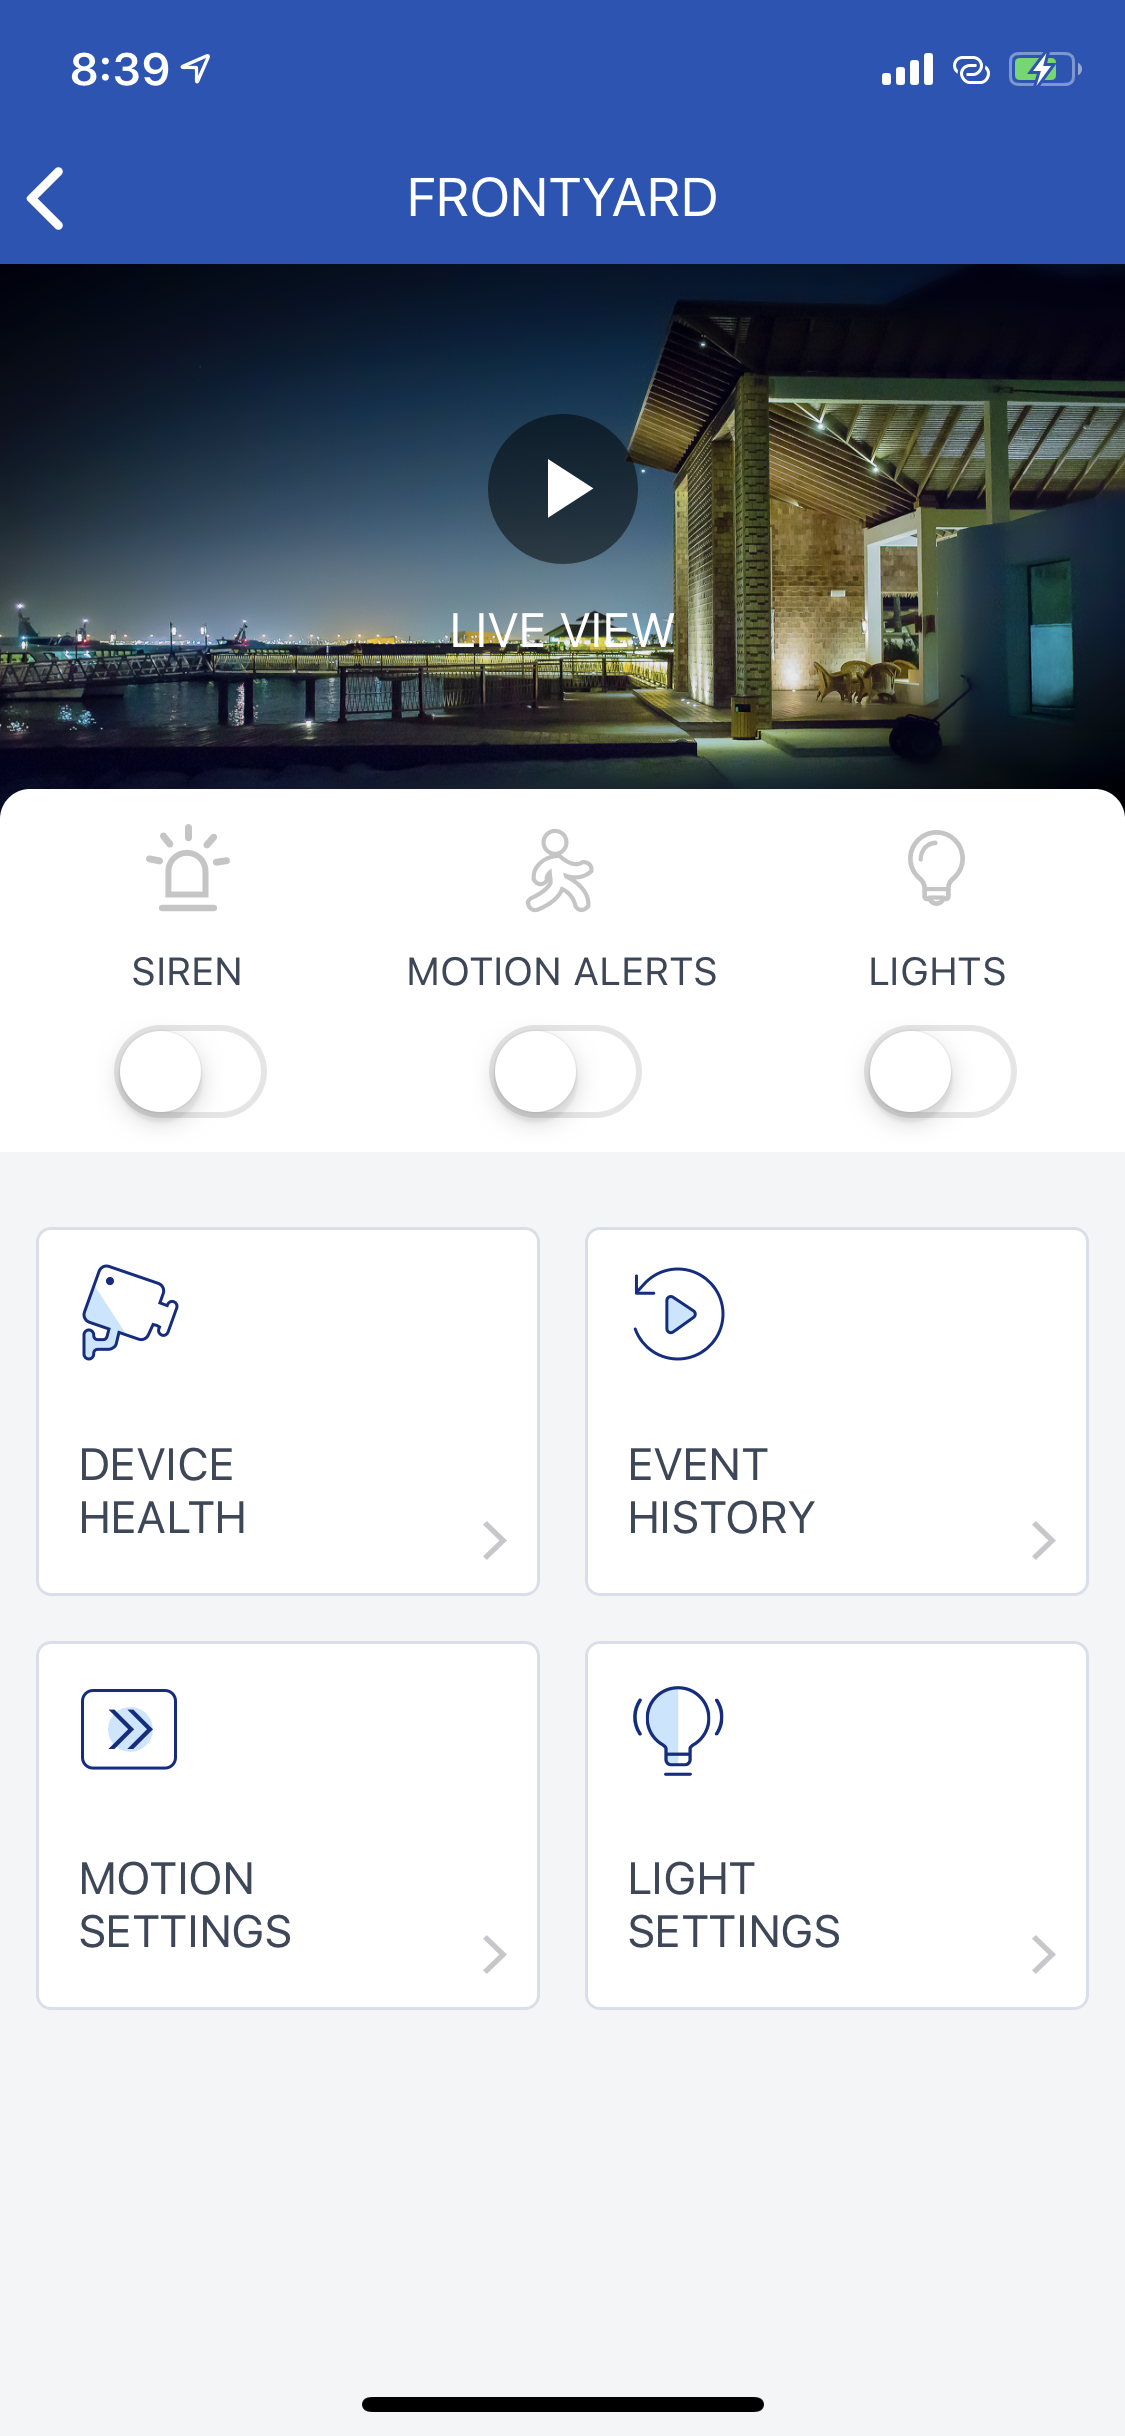 8:39
FRONTYARD
LIVE VIEW
SIREN
MOTION ALERTS
LIGHTS
DEVICE
HEALTH
EVENT
HISTORY
MOTION
SETTINGS
LIGHT
SETTINGS